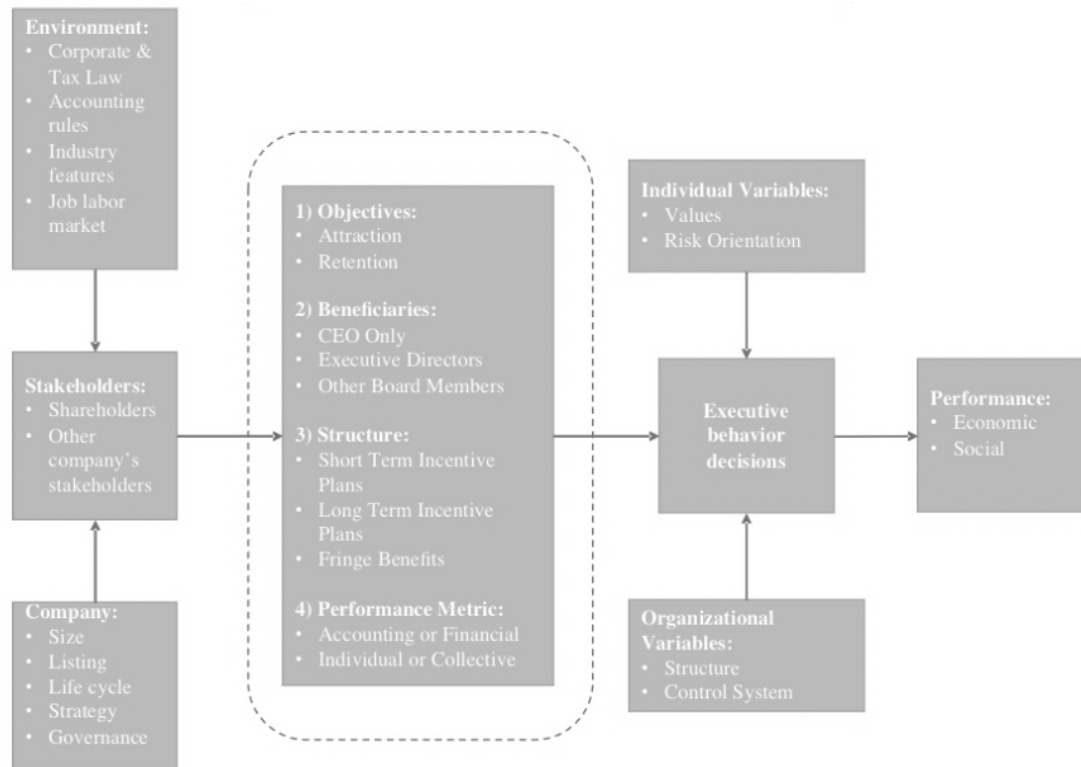 Environment:
• Corporate &
Tax Law
• Accounting
rules
• Industry
features
• Job labor
market
Stakeholders:
• Shareholders
• Other
company’s
stakeholders
Company:
• Size
• Listing
• Life cycle
• Strategy
• Governance
1) Objectives:
• Attraction
• Retention
2) Beneficiaries:
• CEO Only
• Executive Directors
• Other Board Members
3) Structure:
• Short Term Incentive
Plans
• Long Term Incentive
Plans
• Fringe Benefits
4) Performance Metric:
• Accounting or Financial
• Individual or Collective
Individual Variables:
• Values
• Risk Orientation
Executive
behavior
decisions
Organizational
Variables:
• Structure
• Control System
Performance:
• Economic
• Social